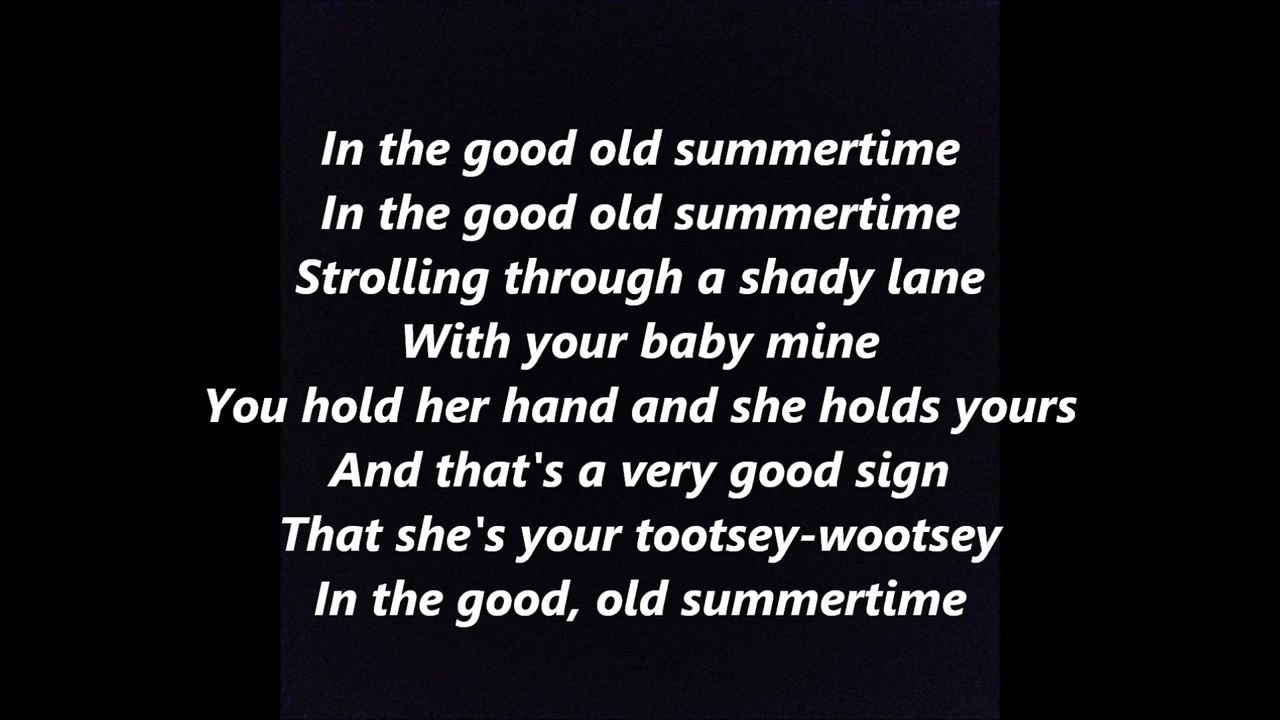 In the good old summertime
In the good old summertime
Strolling through a shady lane
With your baby mine
You hold her hand and she holds yours
And that's a very good sign
That she's your tootsey-wootsey
In the good, old summertime